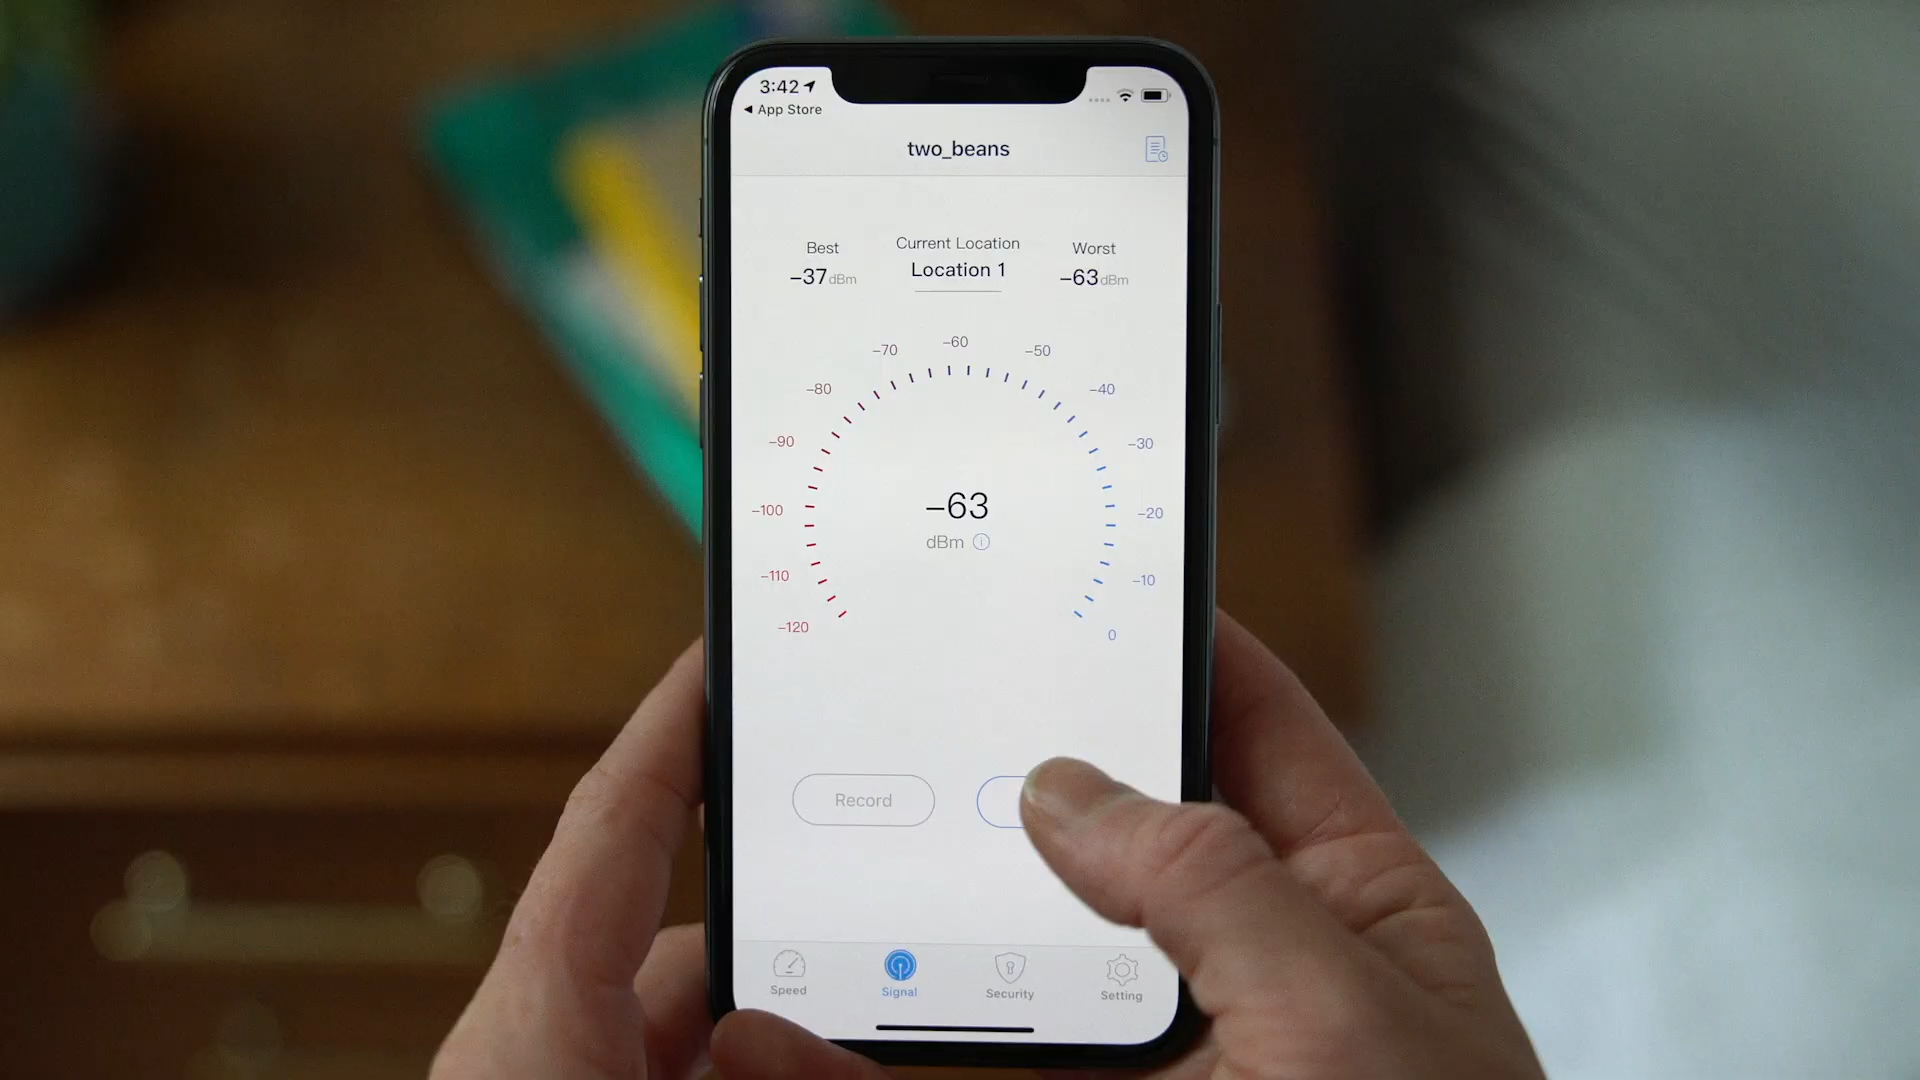 3:42
◀ App Store
two_beans
Best
Current Location
Worst
–37 dBm
Location 1
–63 dBm
–60
–70
–50
–80
–40
–90
–30
–100
–63
–20
dBm
–110
–10
–120
0
Record
Speed
Signal
Security
Setting